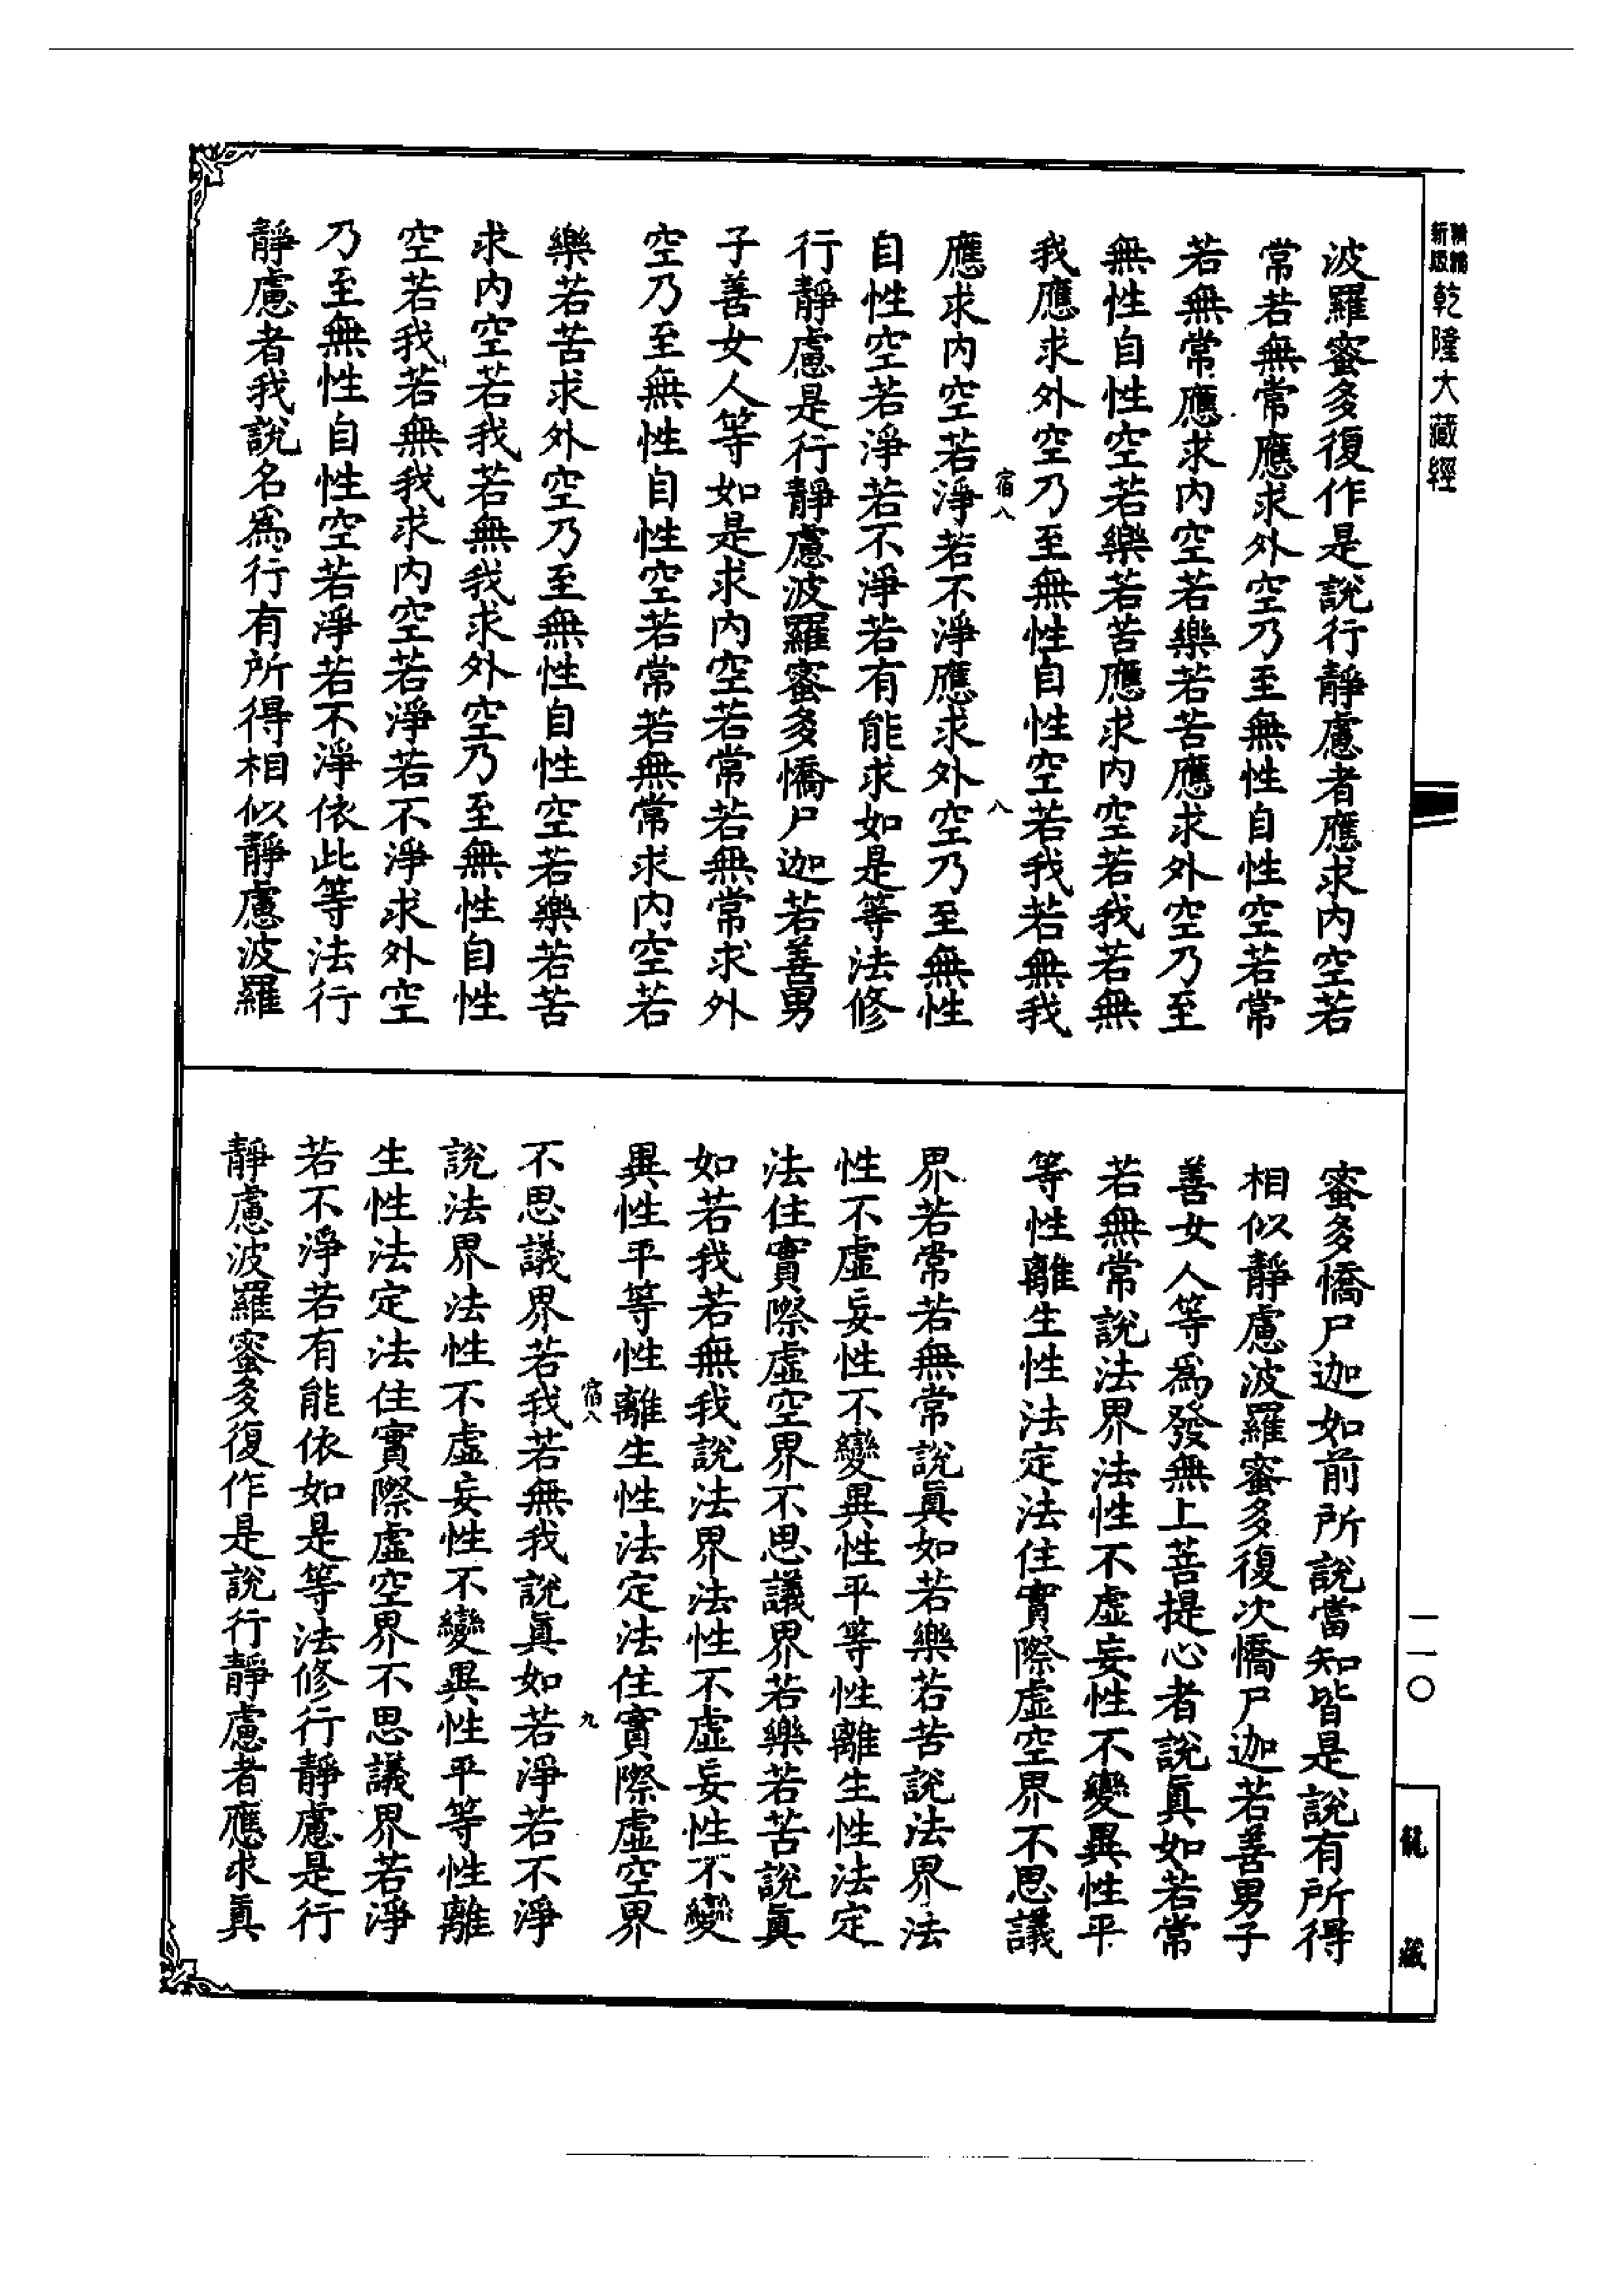 新版
乾隆大藏經
波羅蜜多復作是說行靜慮者應求內空若
常若無常應求外空乃至無性自性空若常
若無常應求內空若樂若苦應求外空乃至
無性自性空若樂若苦應求內空若我若無
我應求外空乃至無性自性空若我若無我
宿八
八
應求內空若淨若不淨應求外空乃至無性
自性空若淨若不淨若有能求如是等法修
行靜慮是行靜慮波羅蜜多憍尸迦若善男
子善女人等如是求內空若常若無常求外
空乃至無性自性空若常若無常求內空若
樂若苦求外空乃至無性自性空若樂若苦
求內空若我若無我求外空乃至無性自性
空若我若無我求內空若淨若不淨求外空
乃至無性自性空若淨若不淨依此等法行
靜慮者我說名為行有所得相似靜慮波羅
一一〇
龍藏
蜜多憍尸迦如前所說當知皆是說有所得
相似靜慮波羅蜜多復次憍尸迦若善男子
善女人等為發無上菩提心者說真如若常
若無常說法界法性不虛妄性不變異性平
等性離生性法定法住實際虛空界不思議
界若常若無常說真如若樂若苦說法界法
性不虛妄性不變異性平等性離生性法定
法住實際虛空界不思議界若樂若苦說真
如若我若無我說法界法性不虛妄性不變
異性平等性離生性法定法住實際虛空界
宿八
九
不思議界若我若無我說真如若淨若不淨
說法界法性不虛妄性不變異性平等性離
生性法定法住實際虛空界不思議界若淨
若不淨若有能依如是等法修行靜慮是行
靜慮波羅蜜多復作是說行靜慮者應求真